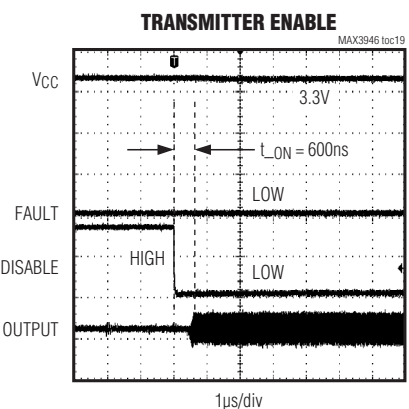 TRANSMITTER ENABLE
MAX3946 toc19
VCC
3.3V
t_ON = 600ns
LOW
FAULT
HIGH
DISABLE
LOW
OUTPUT
1µs/div